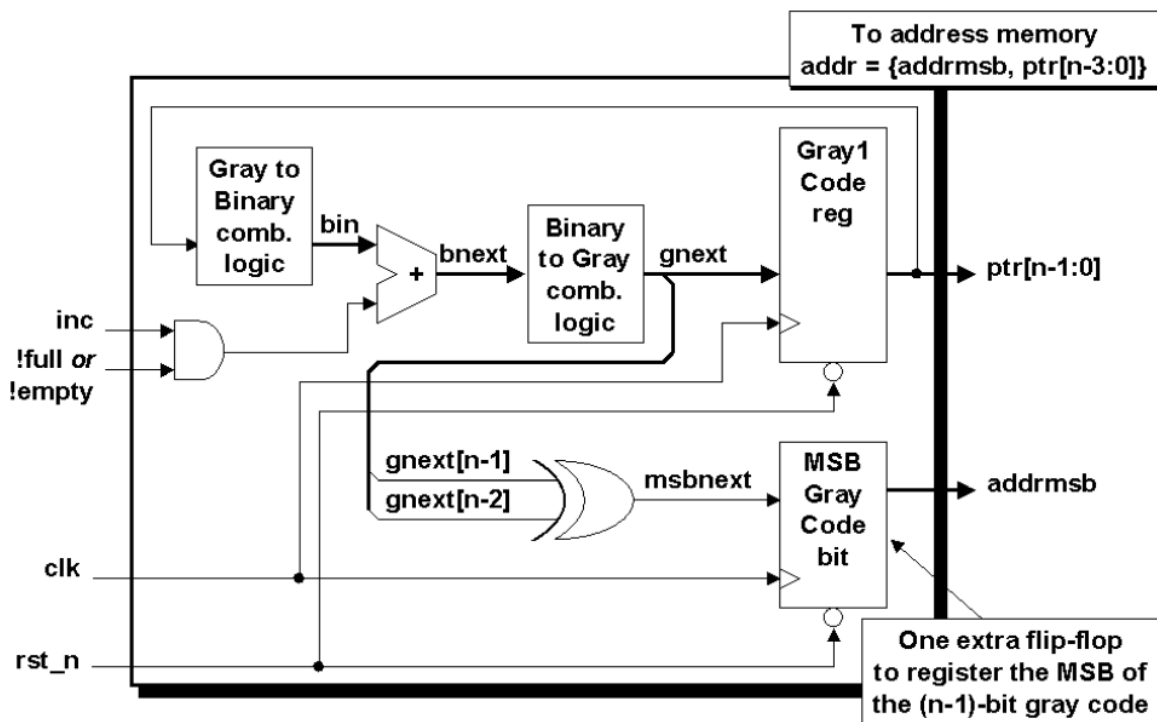 To address memory
addr = {addrmsb, ptr[n-3:0]}
Gray to
Binary
comb.
logic
bin
+
bnext
Binary
to Gray
comb.
logic
gnext
Gray1
Code
reg
ptr[n-1:0]
inc
!full or
!empty
gnext[n-1]
gnext[n-2]
msbnext
MSB
Gray
Code
bit
addrmsb
clk
rst_n
One extra flip-flop
to register the MSB of
the (n-1)-bit gray code